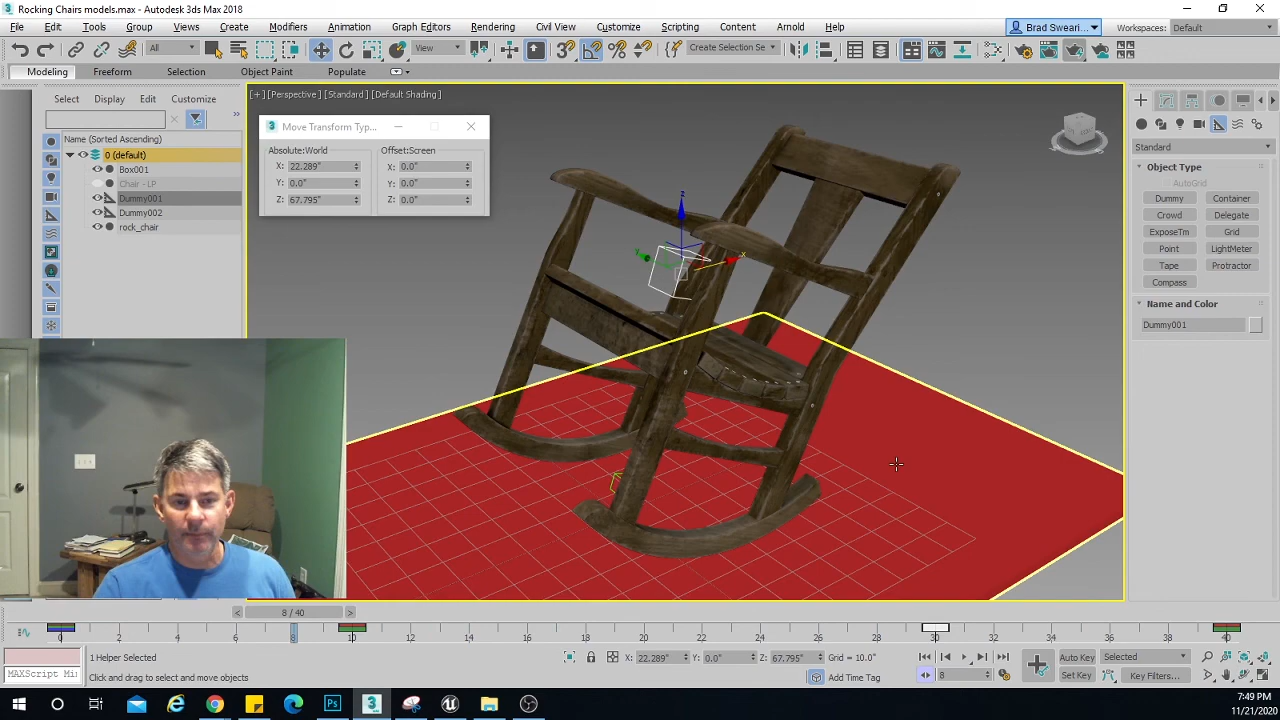 Rocking Chairs models.max - Autodesk 3ds Max 2018
File Edit Tools Group Views Create Modifiers Animation Graph Editors Rendering Civil View Customize Scripting Content Arnold Help Brad Sweari... Workspaces: Default
All View Create Selection Se
Modeling Freeform Selection Object Paint Populate
Select Display Edit Customize
Name (Sorted Ascending)
0 (default)
Box001
Chair - LP
Dummy001
Dummy002
rock_chair
[+] [Perspective] [Standard] [Default Shading]
Move Transform Typ...
Absolute:World Offset:Screen
X: 22.289" X: 0.0"
Y: 0.0" Y: 0.0"
Z: 67.795" Z: 0.0"
z
y
x
Standard
Object Type
AutoGrid
Dummy Container
Crowd Delegate
ExposeTm Grid
Point LightMeter
Tape Protractor
Compass
Name and Color
Dummy001
< 8 / 40 >
0 2 4 6 8 10 12 14 16 18 20 22 24 26 28 30 32 34 36 38 40
1 Helper Selected X: 22.289" Y: 0.0" Z: 67.795" Grid = 10.0" Auto Key Selected
MAXScript Mi Click and drag to select and move objects Add Time Tag 8 Set Key Key Filters...
7:49 PM
11/21/2020